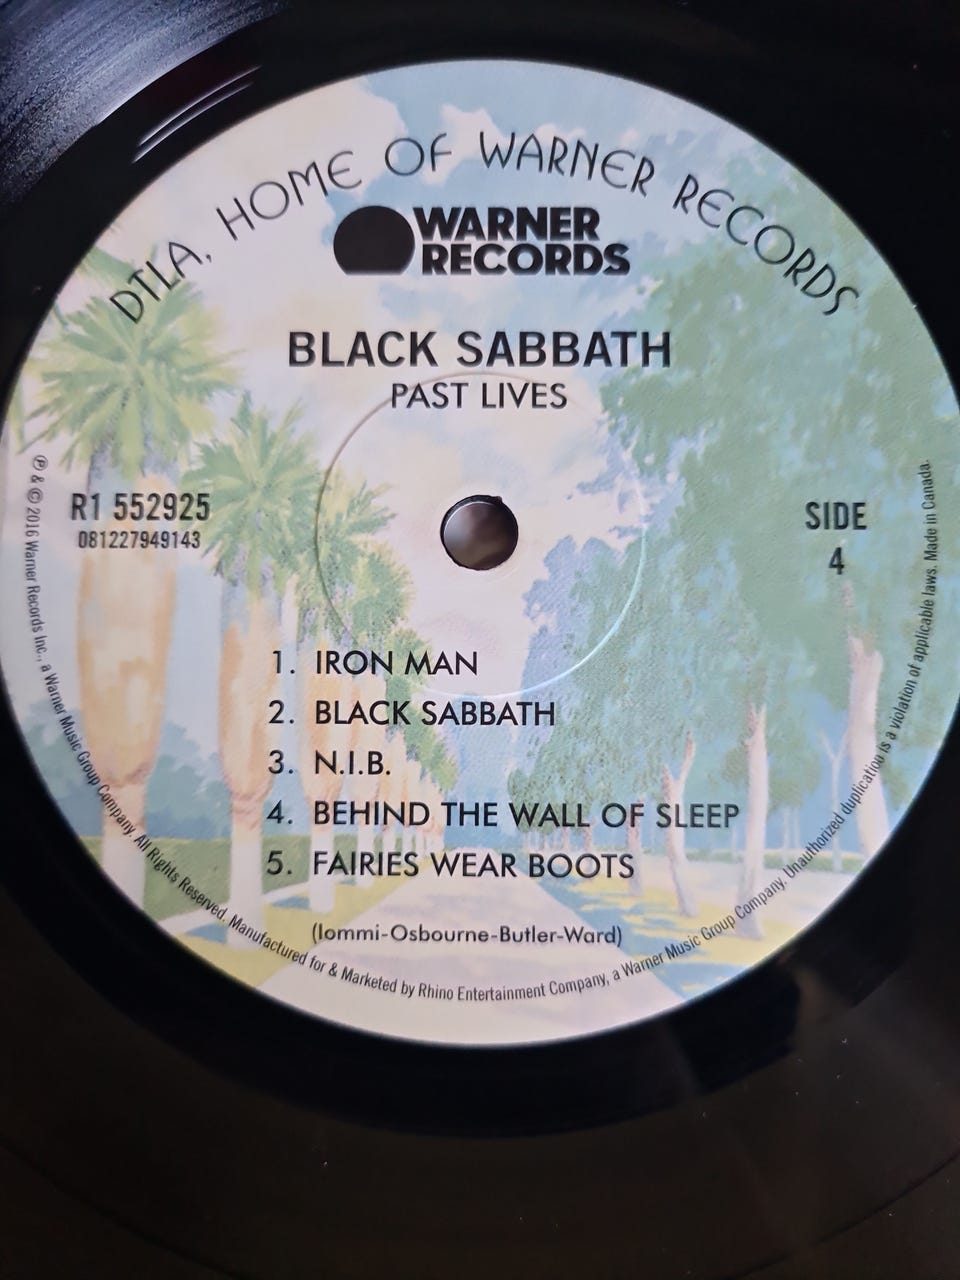 DTLA, HOME OF WARNER RECORDS
WARNER
RECORDS
BLACK SABBATH
PAST LIVES
R1 552925
081227949143
SIDE
4
1. IRON MAN
2. BLACK SABBATH
3. N.I.B.
4. BEHIND THE WALL OF SLEEP
5. FAIRIES WEAR BOOTS
(Iommi-Osbourne-Butler-Ward)
℗ & © 2016 Warner Records Inc., a Warner Music Group Company. All Rights Reserved. Manufactured for & Marketed by Rhino Entertainment Company, a Warner Music Group Company. Unauthorized duplication is a violation of applicable laws. Made in Canada.